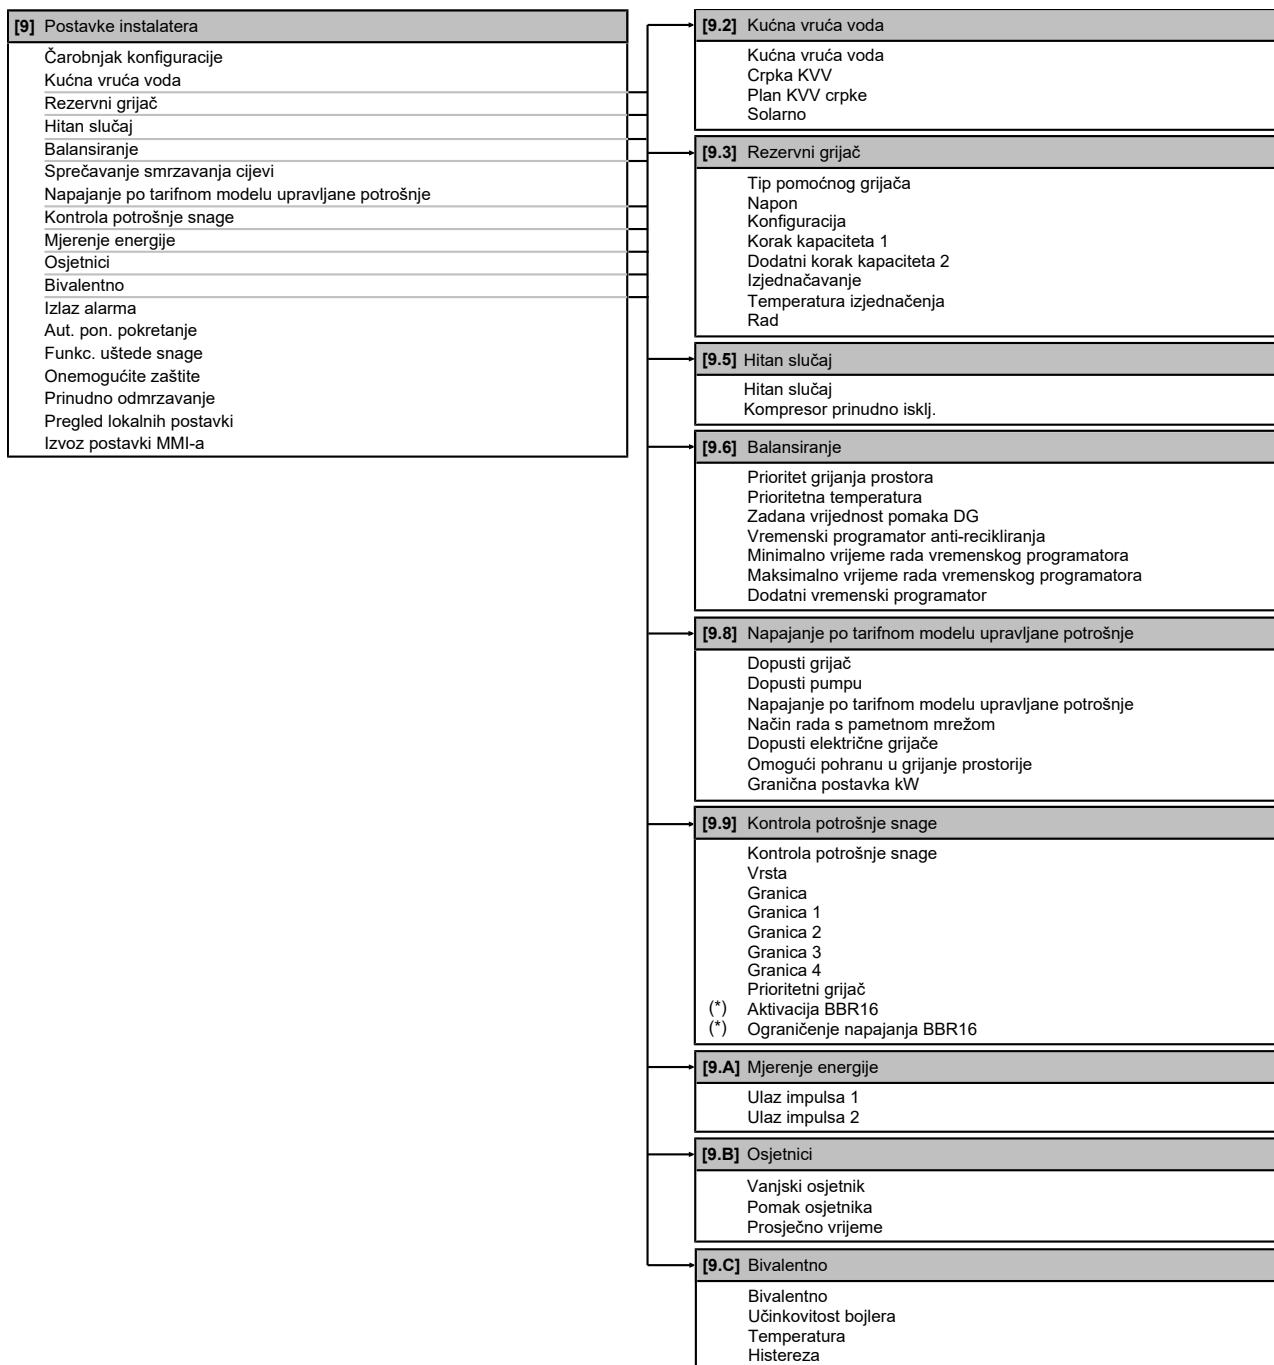 [9] Postavke instalatera
Čarobnjak konfiguracije
Kućna vruća voda
Rezervni grijač
Hitan slučaj
Balansiranje
Sprečavanje smrzavanja cijevi
Napajanje po tarifnom modelu upravljane potrošnje
Kontrola potrošnje snage
Mjerenje energije
Osjetnici
Bivalentno
Izlaz alarma
Aut. pon. pokretanje
Funkc. uštede snage
Onemogućite zaštite
Prinudno odmrzavanje
Pregled lokalnih postavki
Izvoz postavki MMI-a
[9.2] Kućna vruća voda
Kućna vruća voda
Crpka KVV
Plan KVV crpke
Solarno
[9.3] Rezervni grijač
Tip pomoćnog grijača
Napon
Konfiguracija
Korak kapaciteta 1
Dodatni korak kapaciteta 2
Izjednačavanje
Temperatura izjednačenja
Rad
[9.5] Hitan slučaj
Hitan slučaj
Kompresor prinudno isklj.
[9.6] Balansiranje
Prioritet grijanja prostora
Prioritetna temperatura
Zadana vrijednost pomaka DG
Vremenski programator anti-recikliranja
Minimalno vrijeme rada vremenskog programatora
Maksimalno vrijeme rada vremenskog programatora
Dodatni vremenski programator
[9.8] Napajanje po tarifnom modelu upravljane potrošnje
Dopusti grijač
Dopusti pumpu
Napajanje po tarifnom modelu upravljane potrošnje
Način rada s pametnom mrežom
Dopusti električne grijače
Omogući pohranu u grijanje prostorije
Granična postavka kW
[9.9] Kontrola potrošnje snage
Kontrola potrošnje snage
Vrsta
Granica
Granica 1
Granica 2
Granica 3
Granica 4
Prioritetni grijač
(*) Aktivacija BBR16
(*) Ograničenje napajanja BBR16
[9.A] Mjerenje energije
Ulaz impulsa 1
Ulaz impulsa 2
[9.B] Osjetnici
Vanjski osjetnik
Pomak osjetnika
Prosječno vrijeme
[9.C] Bivalentno
Bivalentno
Učinkovitost bojlera
Temperatura
Histereza